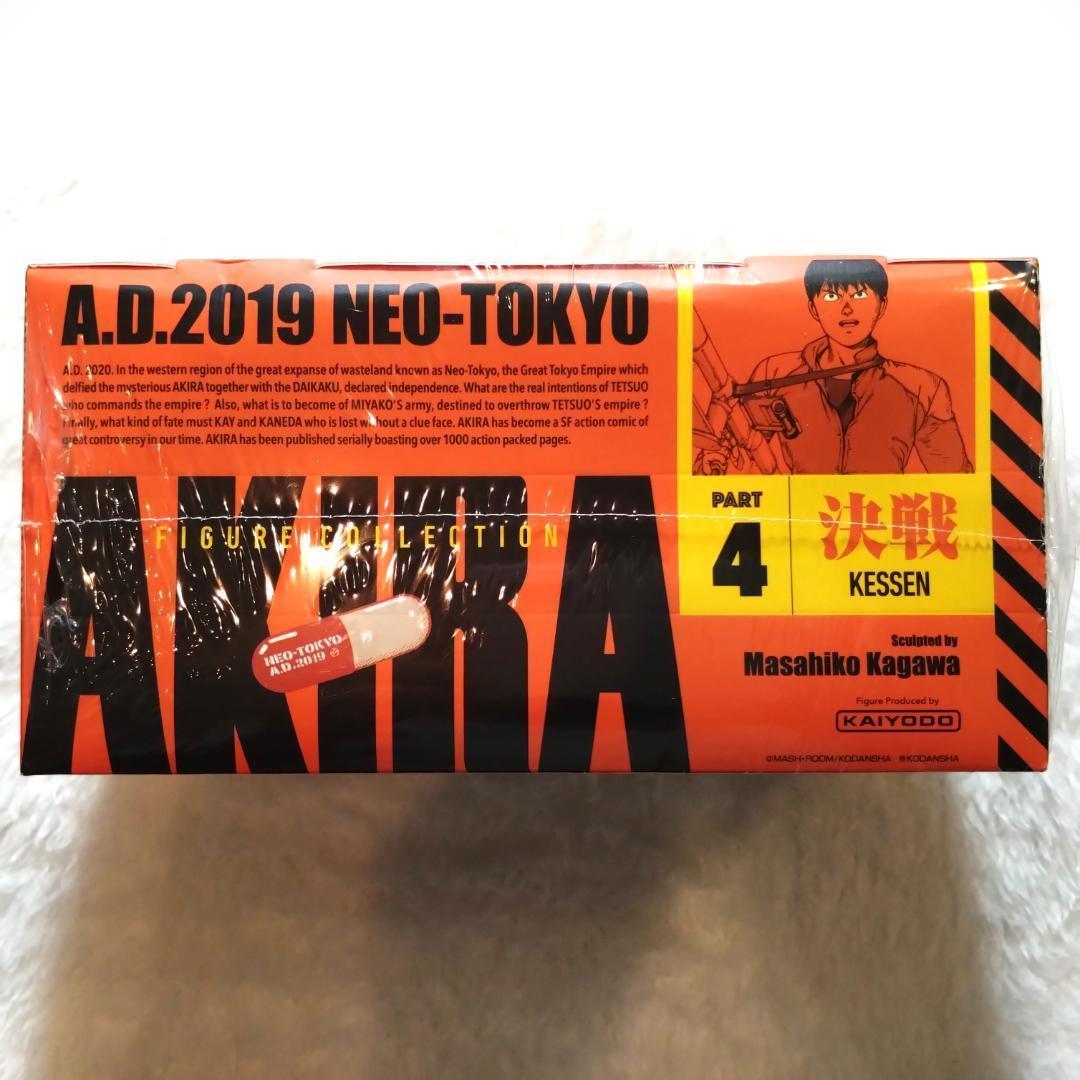 A.D.2019 NEO-TOKYO
A.D. 2020. In the western region of the great expanse of wasteland known as Neo-Tokyo, the Great Tokyo Empire which
delfied the mysterious AKIRA together with the DAIKAKU, declared independence. What are the real intentions of TETSUO
who commands the empire? Also, what is to become of MIYAKO'S army, destined to overthrow TETSUO'S empire?
Finally, what kind of fate must KAY and KANEDA who is lost without a clue face. AKIRA has become a SF action comic of
great controversy in our time. AKIRA has been published serially boasting over 1000 action packed pages.
AKIRA
FIGURE COLLECTION
NEO-TOKYO
A.D.2019
PART
4
決戦
KESSEN
Sculpted by
Masahiko Kagawa
Figure Produced by
KAIYODO
©MASH・ROOM/KODANSHA ®KODANSHA